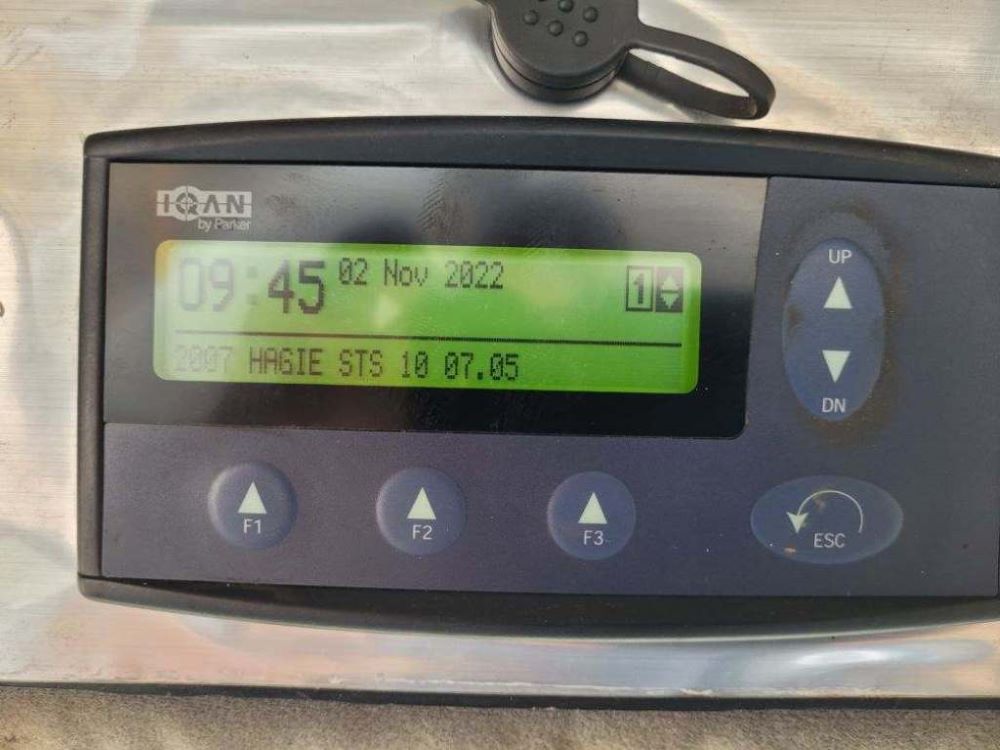 IQAN
by Parker
09:45 02 Nov 2022 1
2007 HAGIE STS 10 07.05
UP
DN
F1 F2 F3 ESC